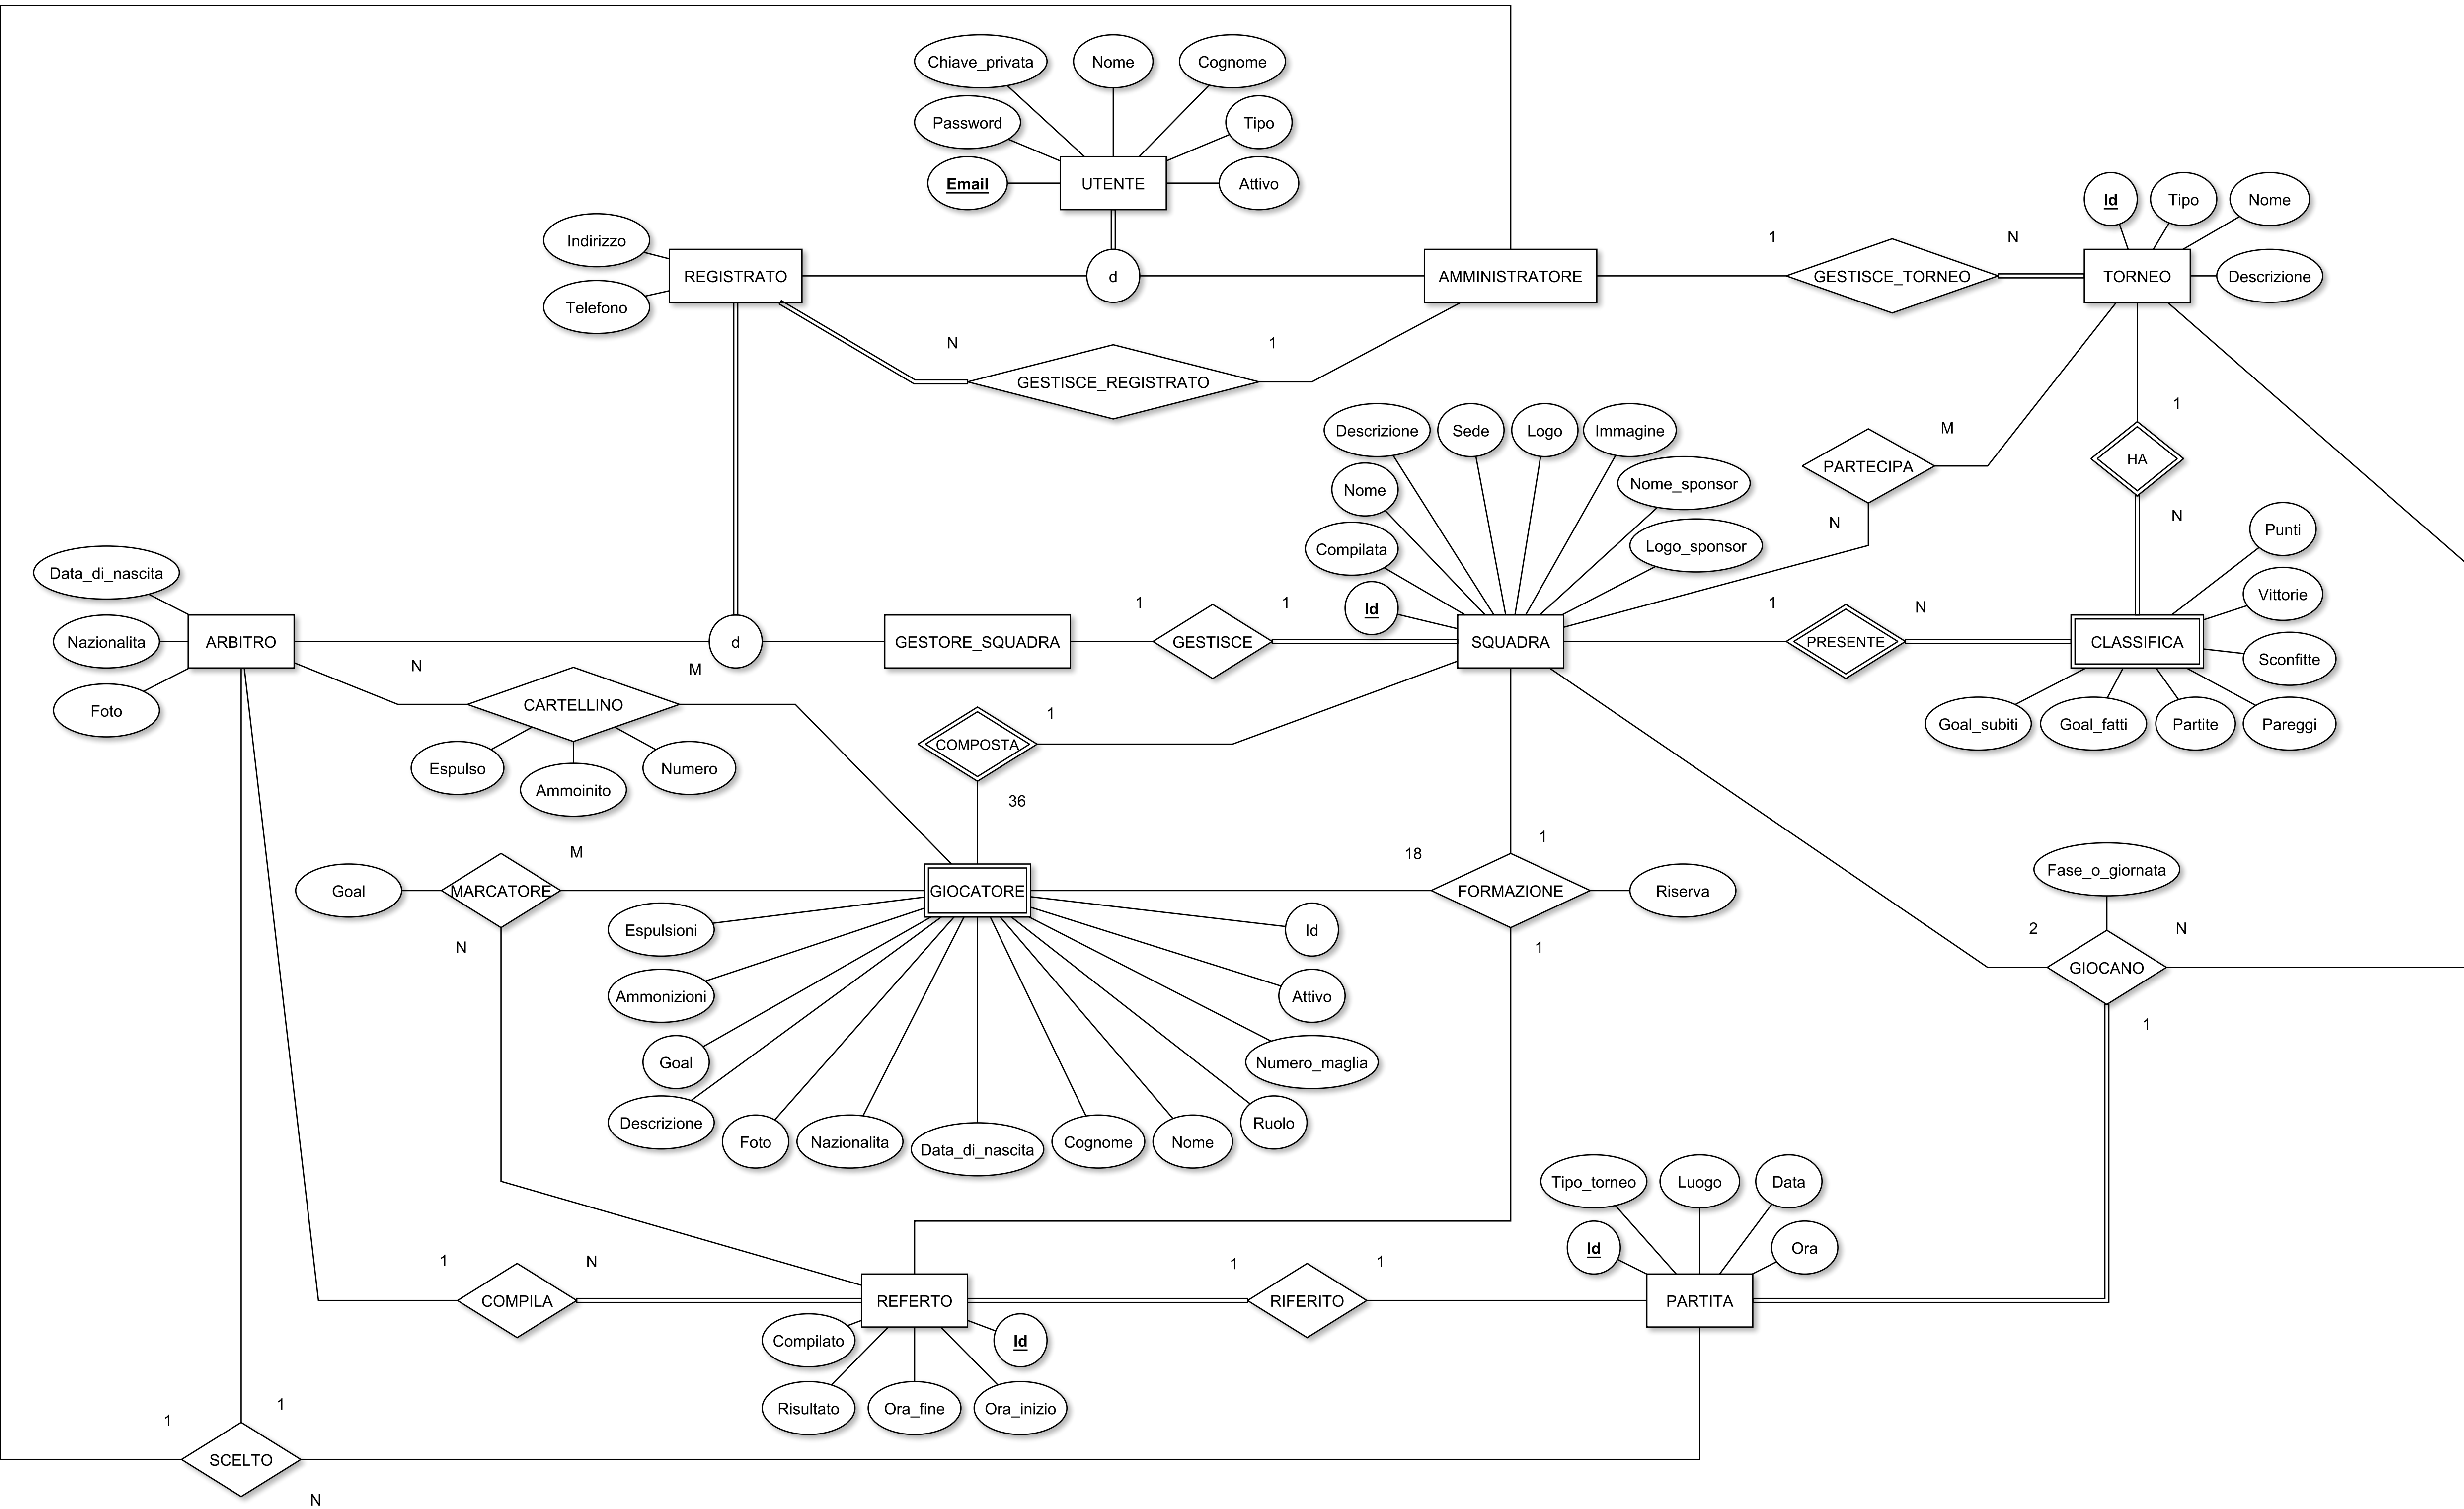 Chiave_privata
Nome
Cognome
Password
Tipo
Email
UTENTE
Attivo
Id
Tipo
Nome
Indirizzo
REGISTRATO
d
AMMINISTRATORE
1
GESTISCE_TORNEO
N
TORNEO
Descrizione
Telefono
N
GESTISCE_REGISTRATO
1
Descrizione
Sede
Logo
Immagine
Nome
Nome_sponsor
Compilata
Logo_sponsor
Id
M
PARTECIPA
N
1
HA
N
Punti
Vittorie
Data_di_nascita
Nazionalita
ARBITRO
Foto
d
GESTORE_SQUADRA
1
GESTISCE
1
SQUADRA
1
PRESENTE
N
CLASSIFICA
Sconfitte
Goal_subiti
Goal_fatti
Partite
Pareggi
N
CARTELLINO
M
Espulso
Ammoinito
Numero
1
COMPOSTA
36
M
Goal
MARCATORE
N
GIOCATORE
18
1
FORMAZIONE
Riserva
1
Fase_o_giornata
2
N
GIOCANO
1
Espulsioni
Id
Ammonizioni
Attivo
Goal
Numero_maglia
Descrizione
Foto
Nazionalita
Data_di_nascita
Cognome
Nome
Ruolo
Tipo_torneo
Luogo
Data
Id
Ora
1
COMPILA
N
REFERTO
1
RIFERITO
1
PARTITA
Compilato
Id
Risultato
Ora_fine
Ora_inizio
1
1
SCELTO
N